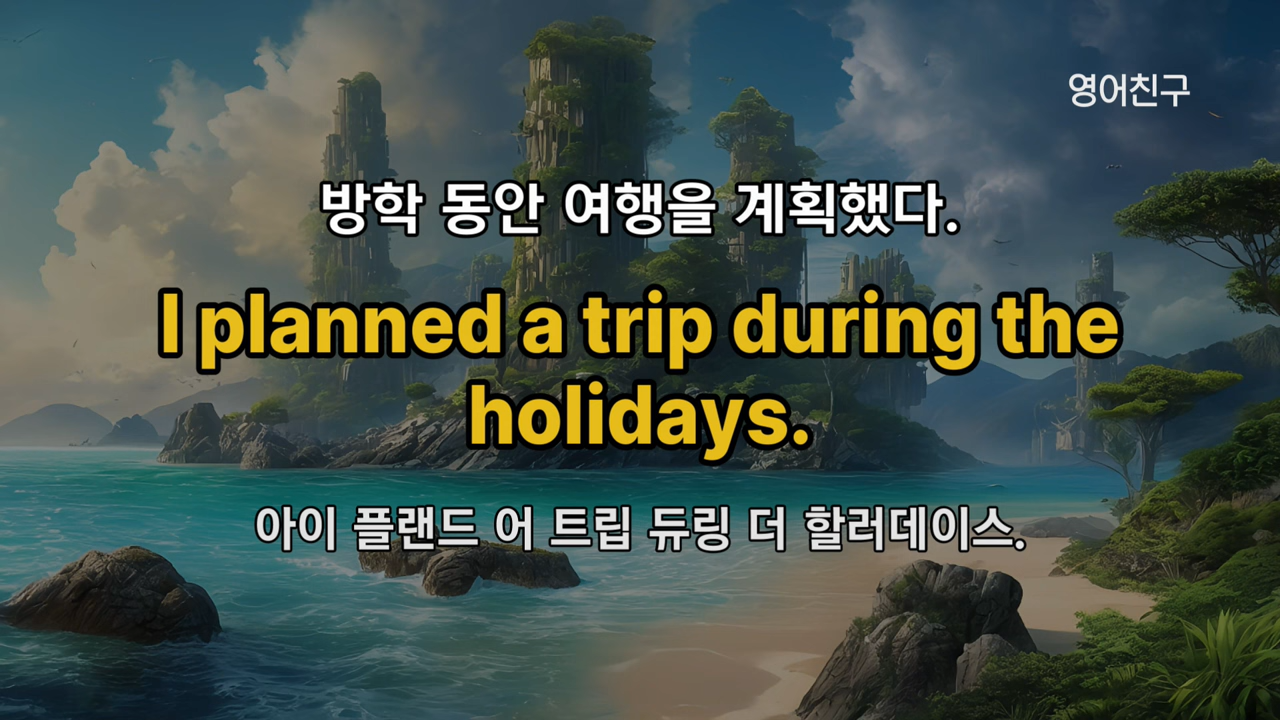 영어친구
방학 동안 여행을 계획했다.
I planned a trip during the
holidays.
아이 플랜드 어 트립 듀링 더 할러데이스.